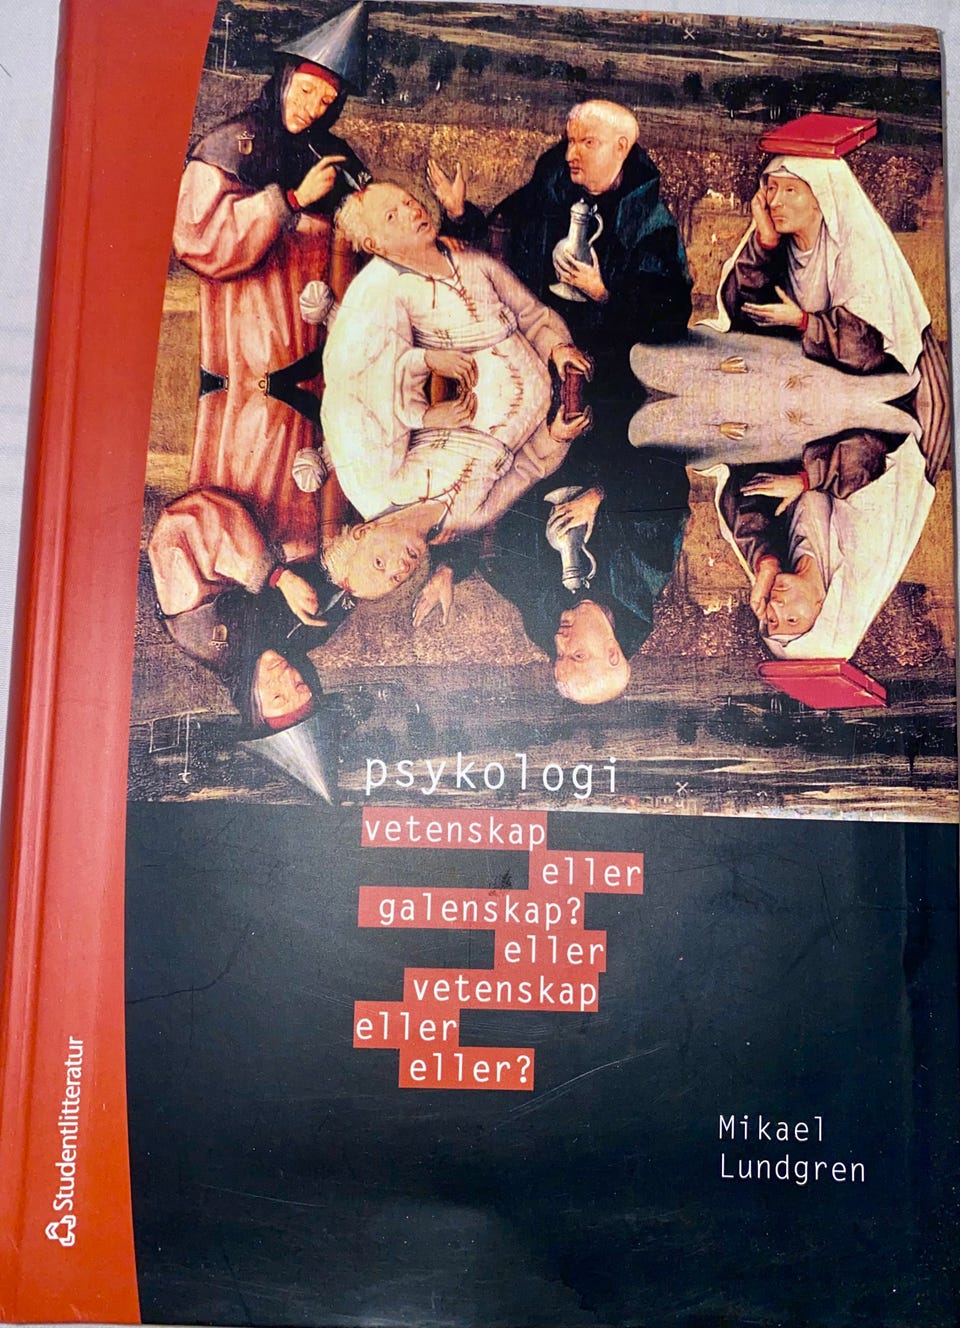 psykologi
vetenskap
eller
galenskap?
eller
vetenskap
eller
eller?
Mikael
Lundgren
Studentlitteratur